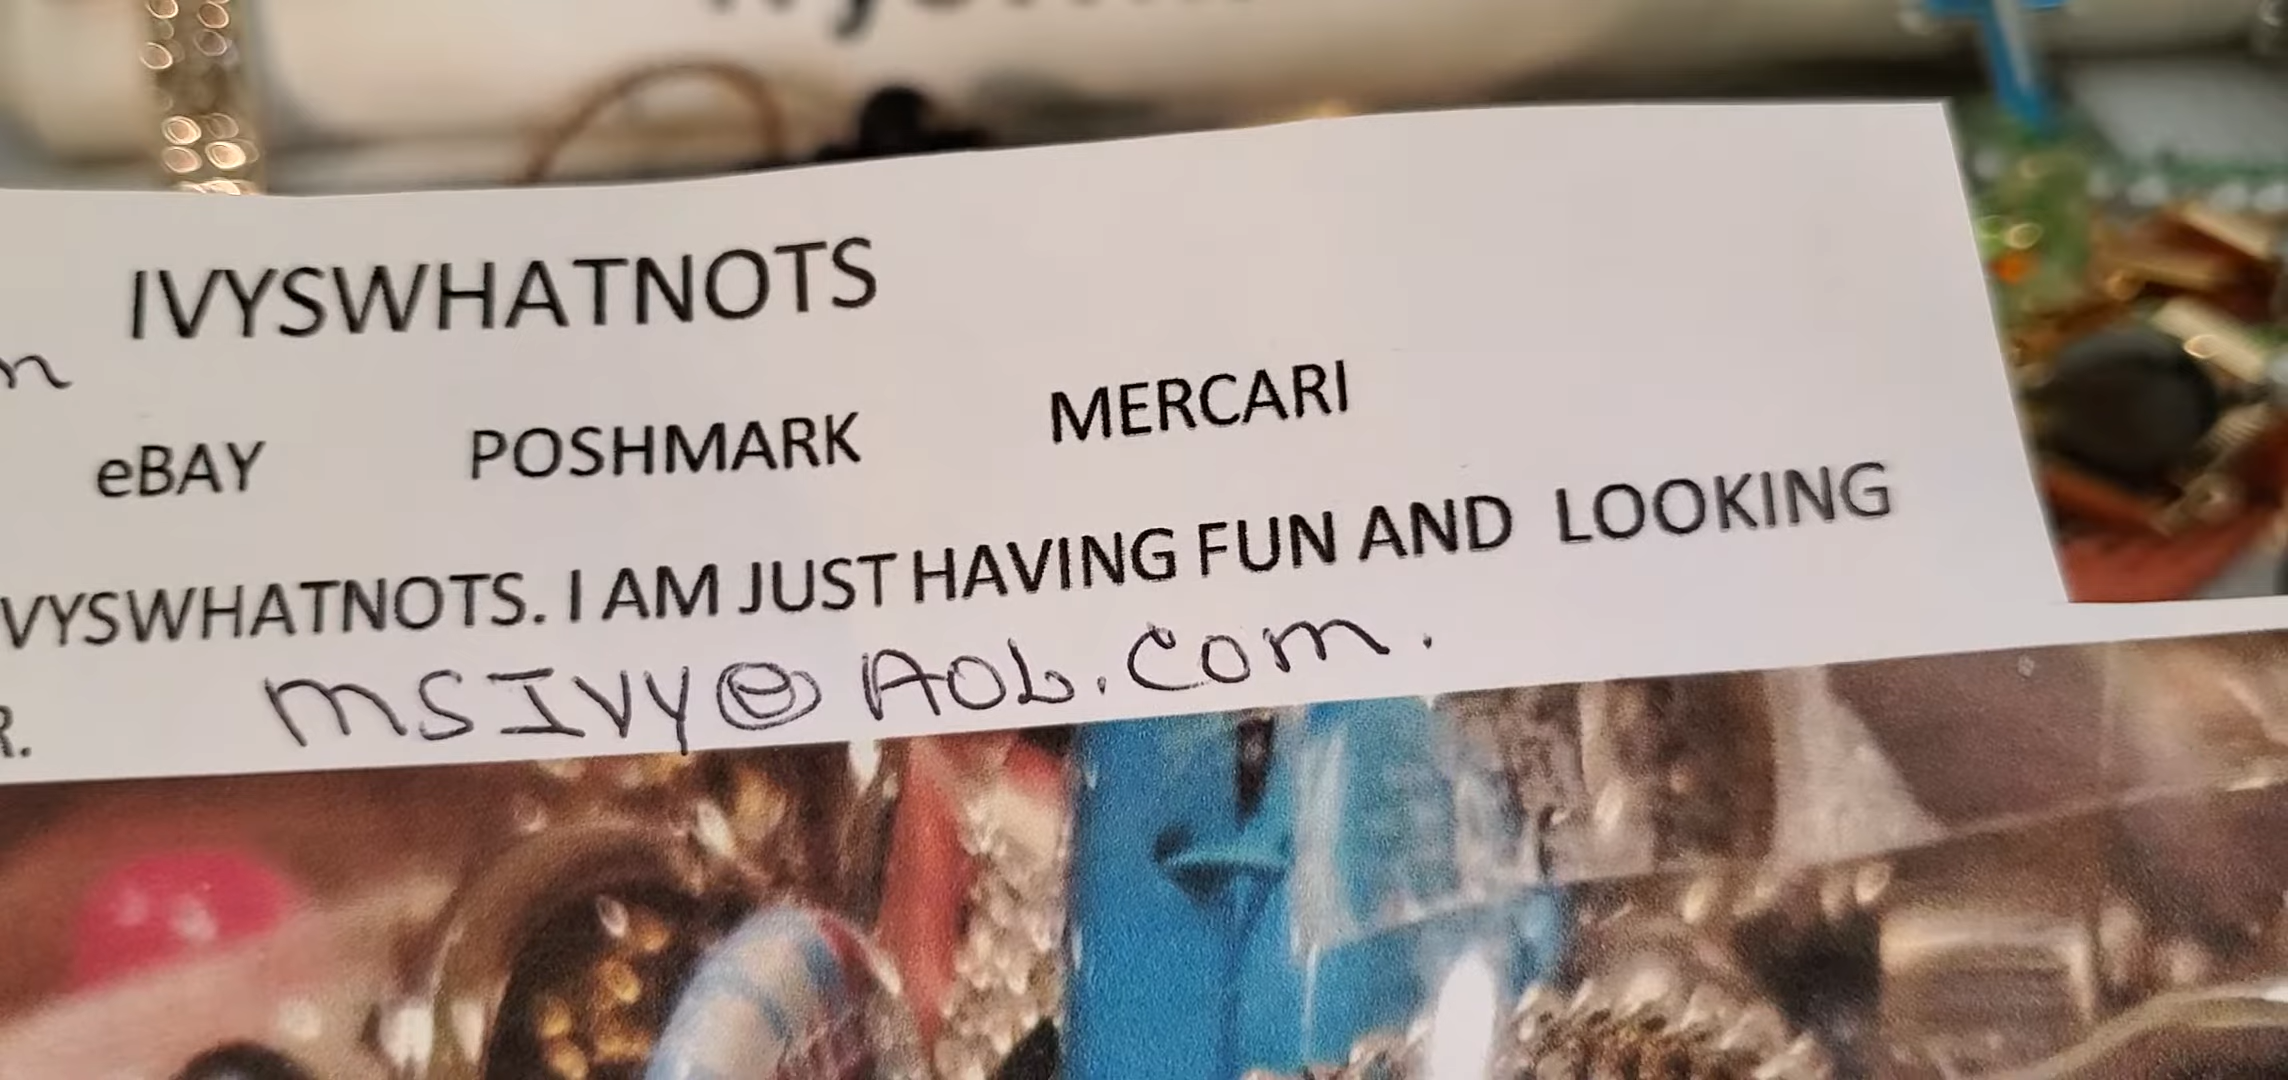 IVYSWHATNOTS
eBAY POSHMARK MERCARI
VYSWHATNOTS. I AM JUST HAVING FUN AND LOOKING
R. MSIVY@AOL.COM.